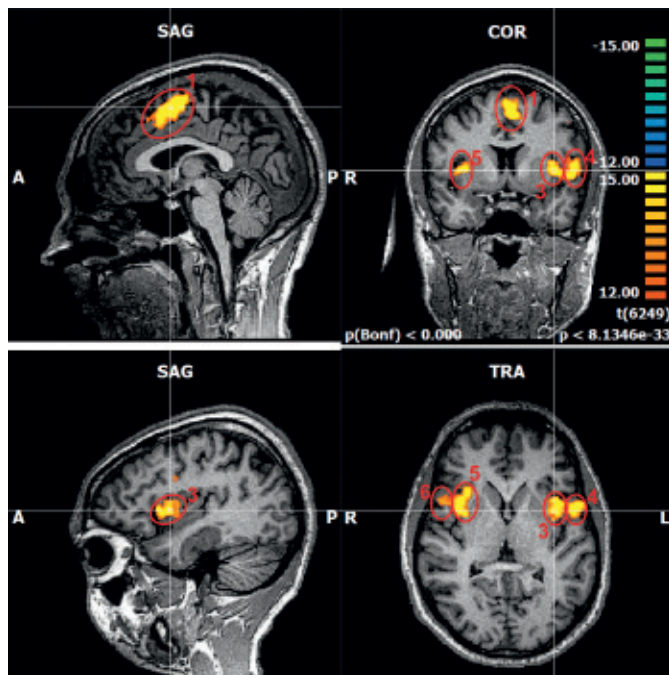 SAG
1
A
P
COR
-15.00
1
5
4
3
12.00
15.00
R
12.00
t(6249)
p(Bonf) < 0.000
p < 8.1346e-33
SAG
3
A
P
TRA
6
5
4
3
R
L